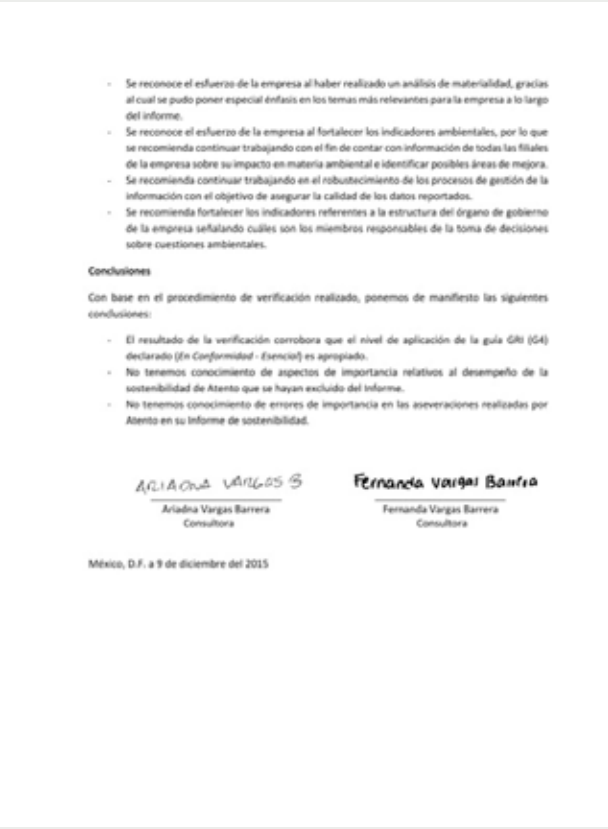 - Se reconoce el esfuerzo de la empresa al haber realizado un análisis de materialidad, gracias
al cual se pudo poner especial énfasis en los temas más relevantes para la empresa a lo largo
del informe.
- Se reconoce el esfuerzo de la empresa al fortalecer los indicadores ambientales, por lo que
se recomienda continuar trabajando con el fin de contar con información de todas las filiales
de la empresa sobre su impacto en materia ambiental e identificar posibles áreas de mejora.
- Se recomienda continuar trabajando en el robustecimiento de los procesos de gestión de la
información con el objetivo de asegurar la calidad de los datos reportados.
- Se recomienda fortalecer los indicadores referentes a la estructura del órgano de gobierno
de la empresa señalando cuáles son los miembros responsables de la toma de decisiones
sobre cuestiones ambientales.
Conclusiones
Con base en el procedimiento de verificación realizado, ponemos de manifiesto las siguientes
conclusiones:
- El resultado de la verificación corrobora que el nivel de aplicación de la guía GRI (G4)
declarado (En Conformidad - Esencial) es apropiado.
- No tenemos conocimiento de aspectos de importancia relativos al desempeño de la
sostenibilidad de Atento que se hayan excluido del Informe.
- No tenemos conocimiento de errores de importancia en las aseveraciones realizadas por
Atento en su Informe de sostenibilidad.
ARIADNA VARGAS B Fernanda Vargas Barrera
Ariadna Vargas Barrera Fernanda Vargas Barrera
Consultora Consultora
México, D.F. a 9 de diciembre del 2015